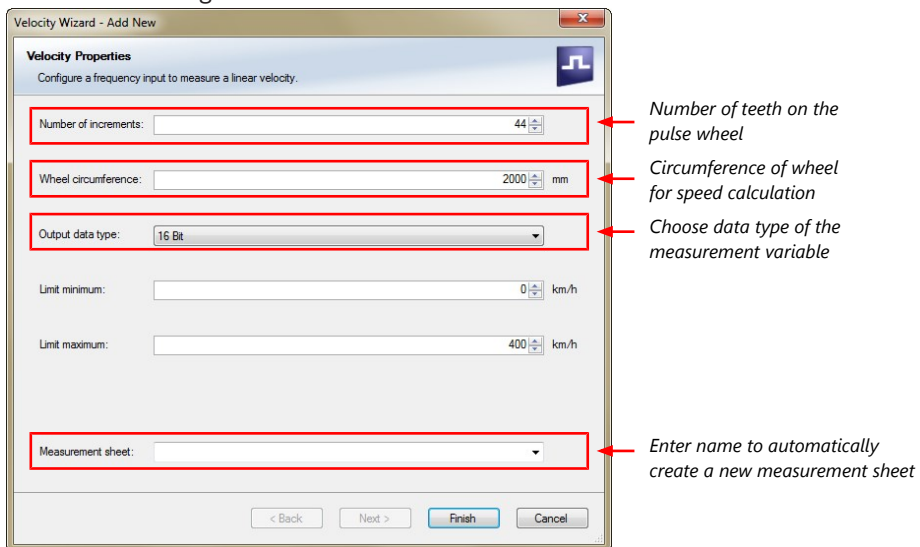 Velocity Wizard - Add New
Velocity Properties
Configure a frequency input to measure a linear velocity.
Number of increments: 44
Number of teeth on the
pulse wheel
Wheel circumference: 2000 mm
Circumference of wheel
for speed calculation
Output data type: 16 Bit
Choose data type of the
measurement variable
Limit minimum: 0 km/h
Limit maximum: 400 km/h
Measurement sheet:
Enter name to automatically
create a new measurement sheet
< Back Next > Finish Cancel